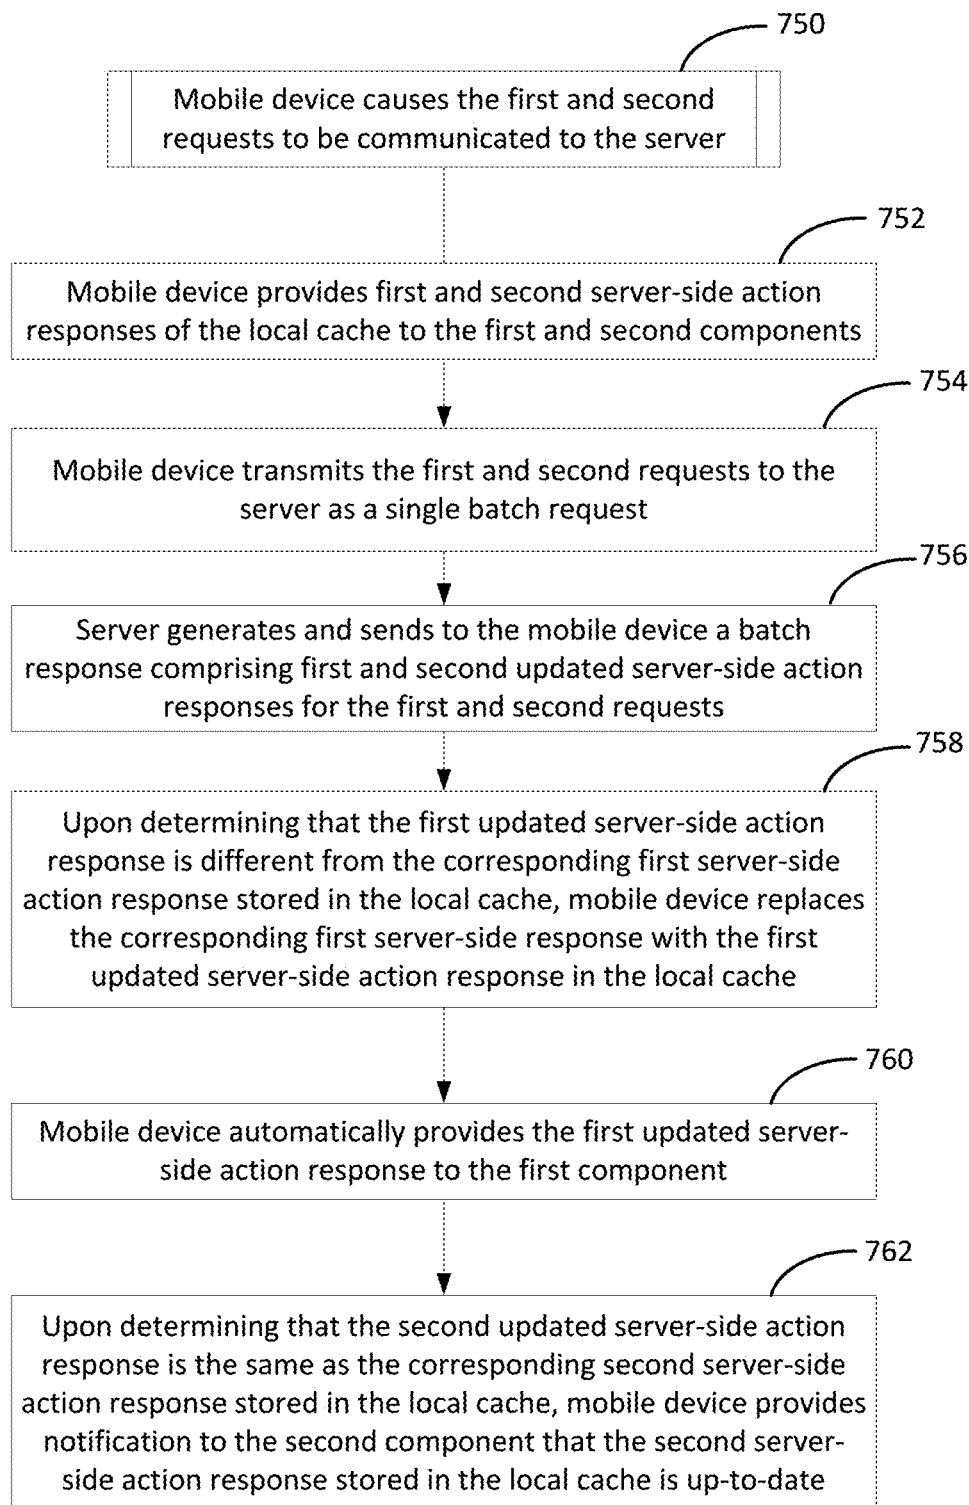 750
Mobile device causes the first and second
requests to be communicated to the server
752
Mobile device provides first and second server-side action
responses of the local cache to the first and second components
754
Mobile device transmits the first and second requests to the
server as a single batch request
756
Server generates and sends to the mobile device a batch
response comprising first and second updated server-side action
responses for the first and second requests
758
Upon determining that the first updated server-side action
response is different from the corresponding first server-side
action response stored in the local cache, mobile device replaces
the corresponding first server-side response with the first
updated server-side action response in the local cache
760
Mobile device automatically provides the first updated server-
side action response to the first component
762
Upon determining that the second updated server-side action
response is the same as the corresponding second server-side
action response stored in the local cache, mobile device provides
notification to the second component that the second server-
side action response stored in the local cache is up-to-date